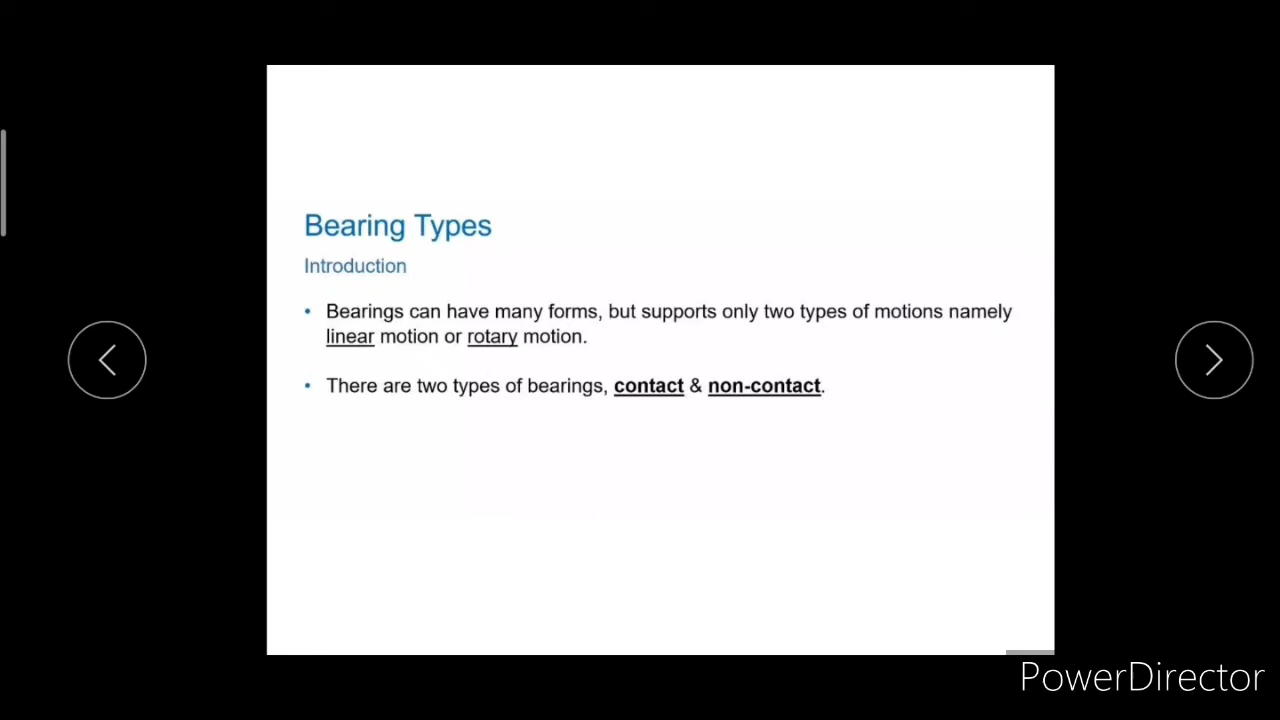 Bearing Types
Introduction
• Bearings can have many forms, but supports only two types of motions namely
linear motion or rotary motion.
• There are two types of bearings, contact & non-contact.
PowerDirector